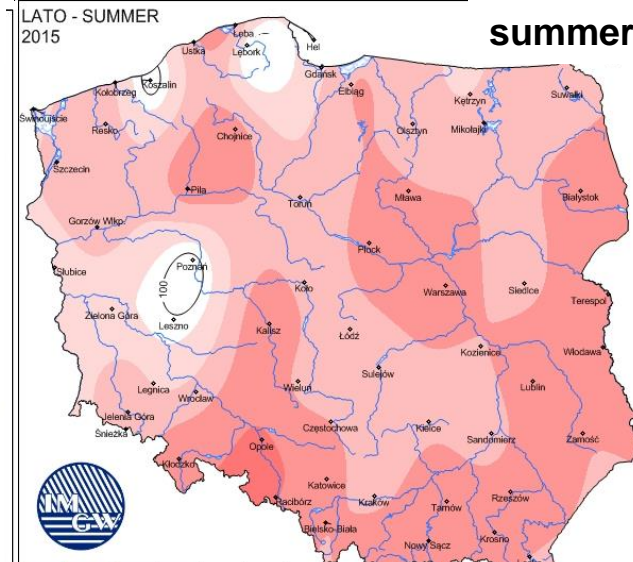 LATO - SUMMER
2015
summer
Łeba
Ustka
Lębork
Hel
Koszalin
Gdańsk
Kołobrzeg
Elbląg
Kętrzyn
Suwałki
Świnoujście
Resko
Chojnice
Olsztyn
Mikołajki
Szczecin
Piła
Toruń
Mława
Białystok
Gorzów Wlkp.
Płock
Słubice
Poznań
Koło
Warszawa
Siedlce
Terespol
100
Zielona Góra
Leszno
Kalisz
Łódź
Kozienice
Włodawa
Sulejów
Legnica
Wrocław
Wieluń
Lublin
Jelenia Góra
Śnieżka
Częstochowa
Kielce
Sandomierz
Zamość
Opole
Kłodzko
Katowice
Racibórz
Kraków
Tarnów
Rzeszów
Bielsko-Biała
Nowy Sącz
Krosno
IM
GW